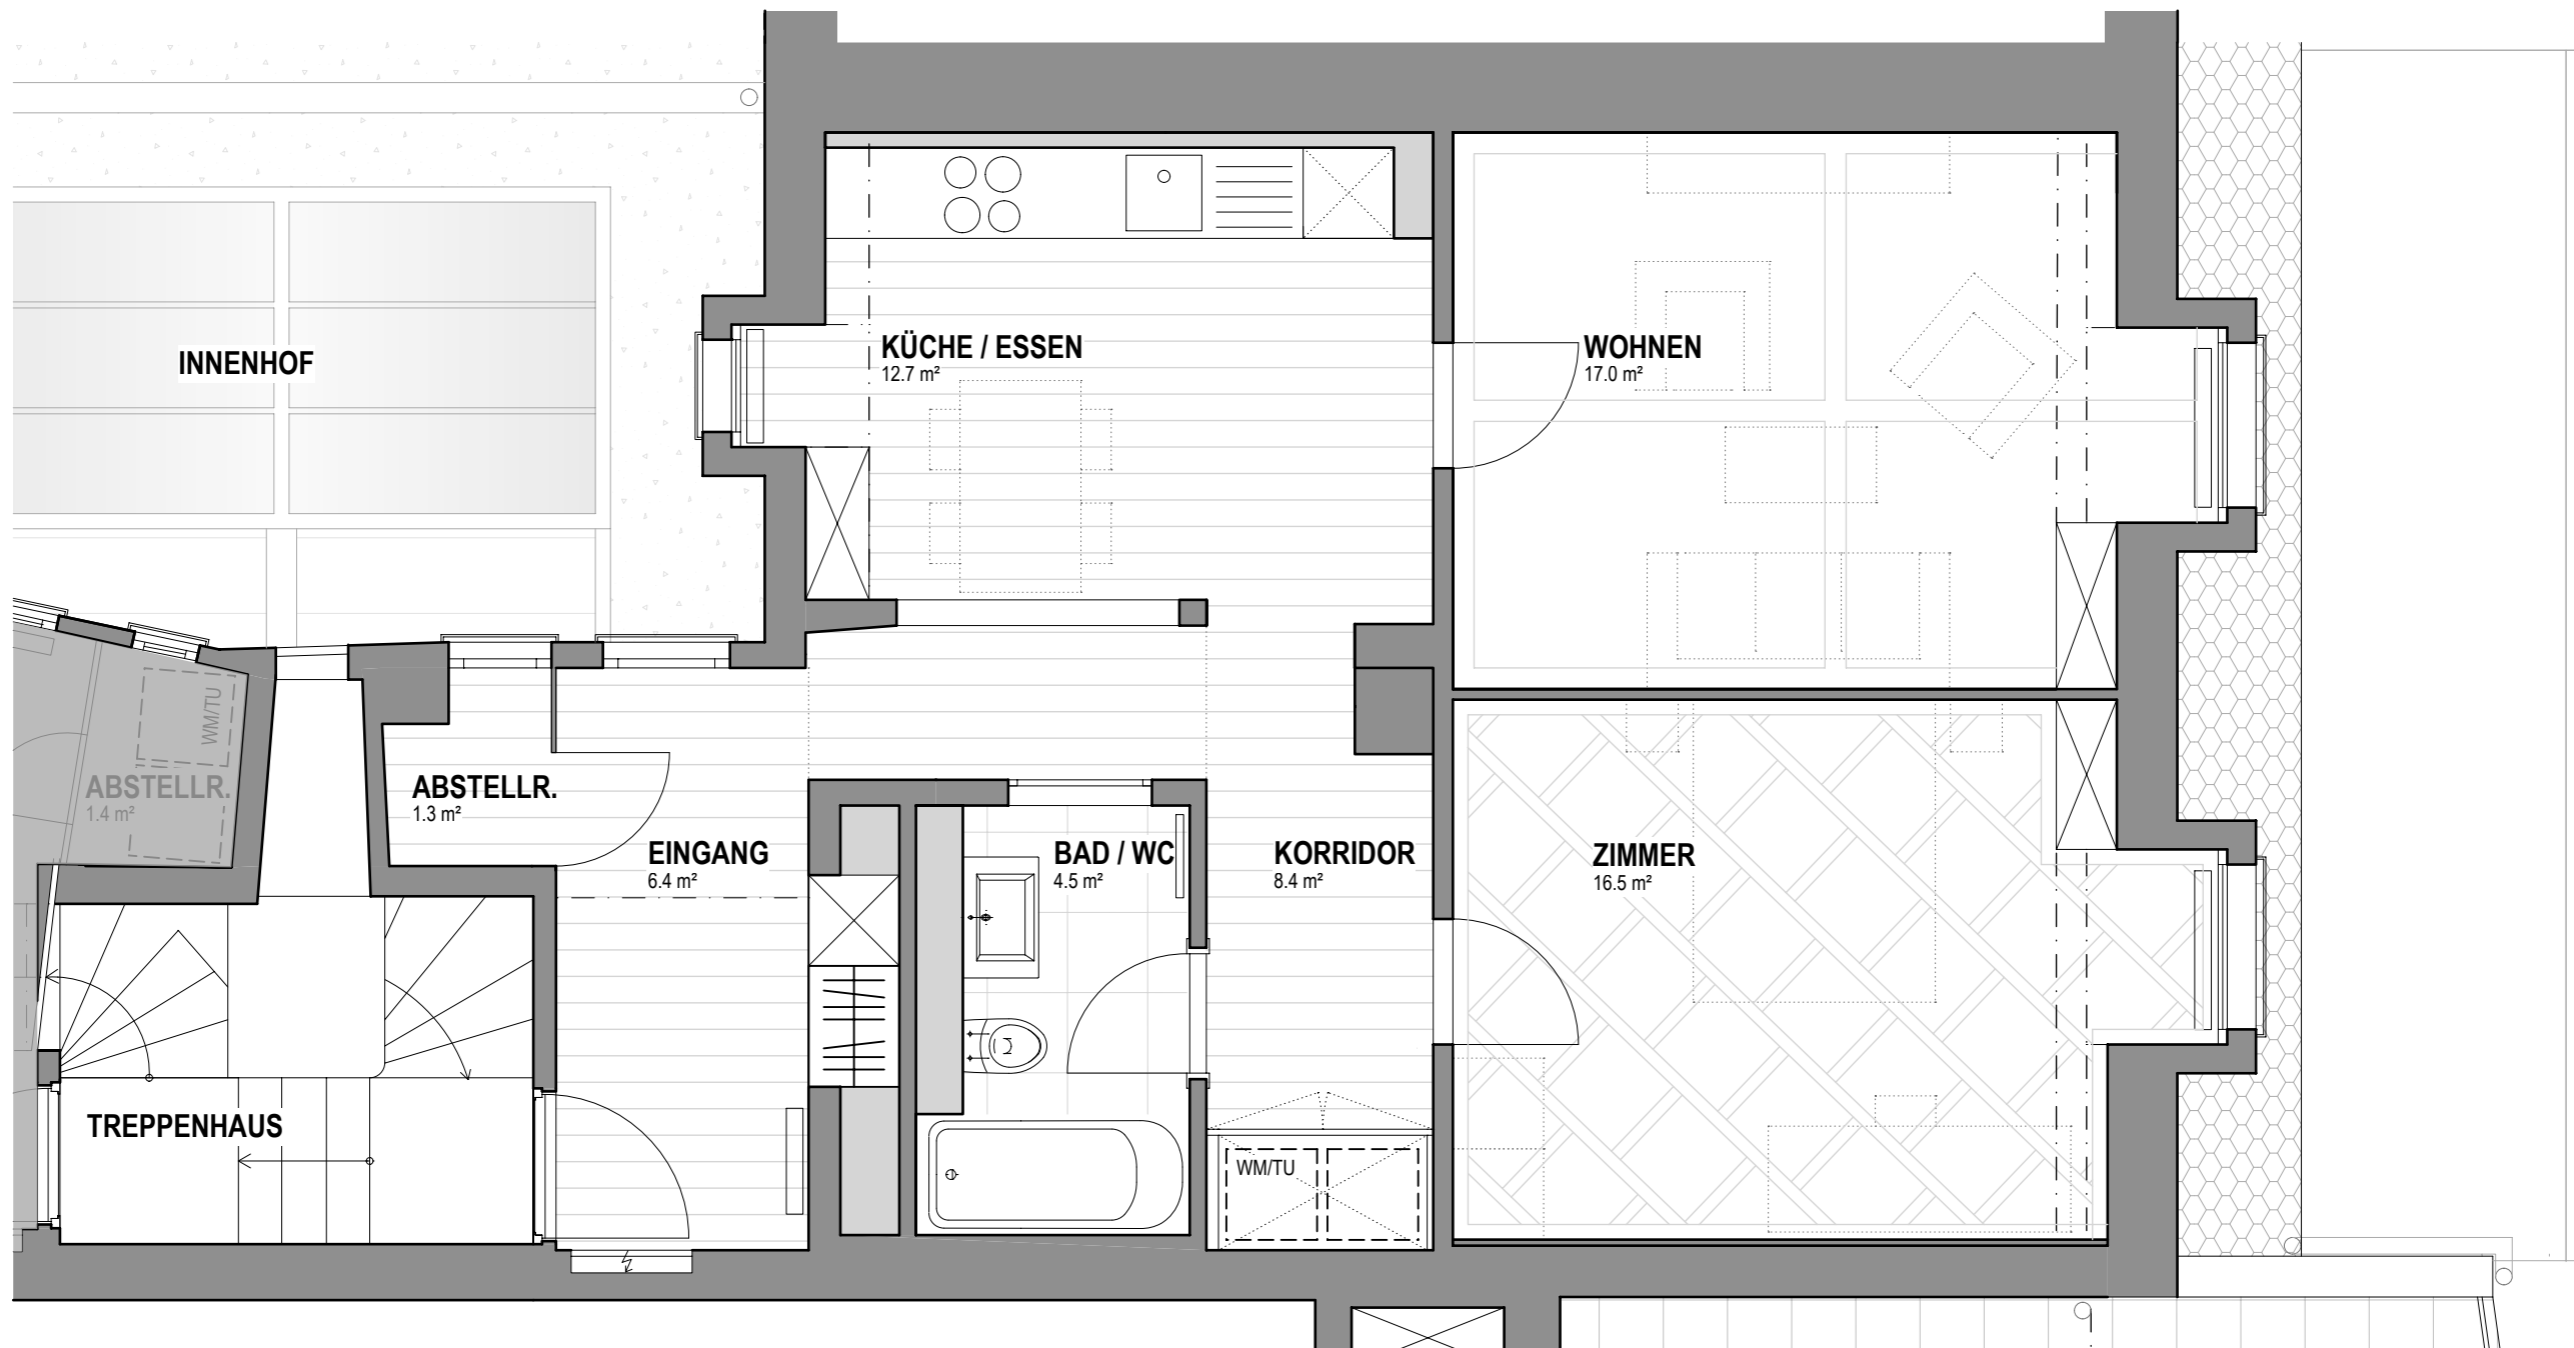 INNENHOF
KÜCHE / ESSEN
12.7 m²
WOHNEN
17.0 m²
WM/TU
ABSTELLR.
1.4 m²
ABSTELLR.
1.3 m²
EINGANG
6.4 m²
BAD / WC
4.5 m²
KORRIDOR
8.4 m²
ZIMMER
16.5 m²
TREPPENHAUS
WM/TU